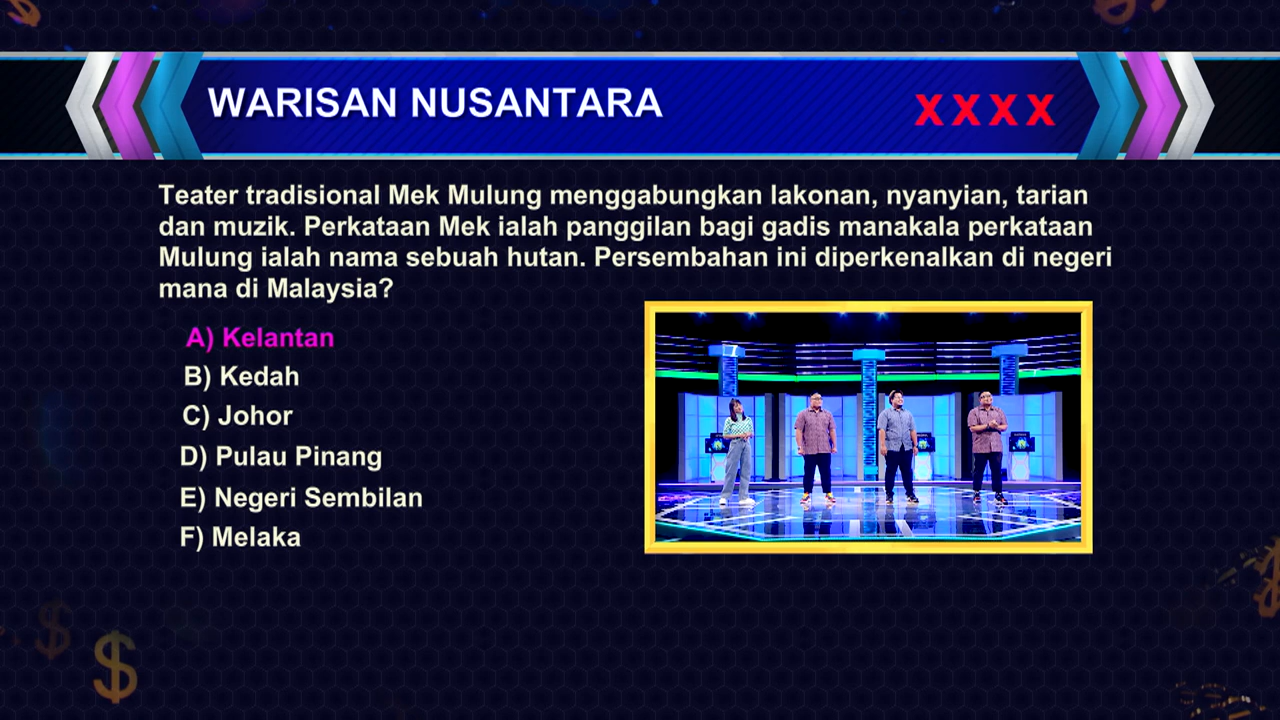 WARISAN NUSANTARA
XXXX
Teater tradisional Mek Mulung menggabungkan lakonan, nyanyian, tarian
dan muzik. Perkataan Mek ialah panggilan bagi gadis manakala perkataan
Mulung ialah nama sebuah hutan. Persembahan ini diperkenalkan di negeri
mana di Malaysia?
A) Kelantan
B) Kedah
C) Johor
D) Pulau Pinang
E) Negeri Sembilan
F) Melaka